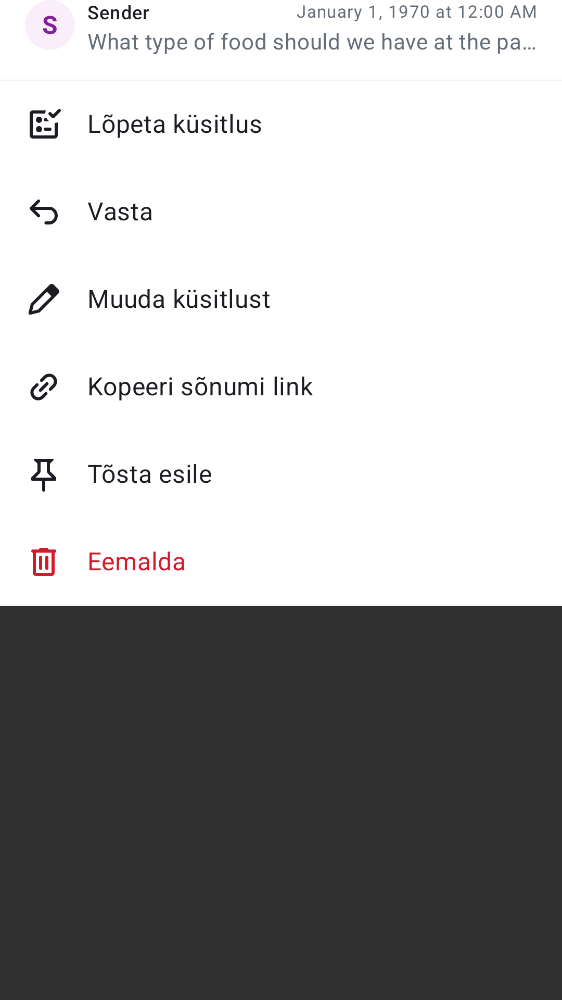 S
Sender
January 1, 1970 at 12:00 AM
What type of food should we have at the pa…
Lõpeta küsitlus
Vasta
Muuda küsitlust
Kopeeri sõnumi link
Tõsta esile
Eemalda